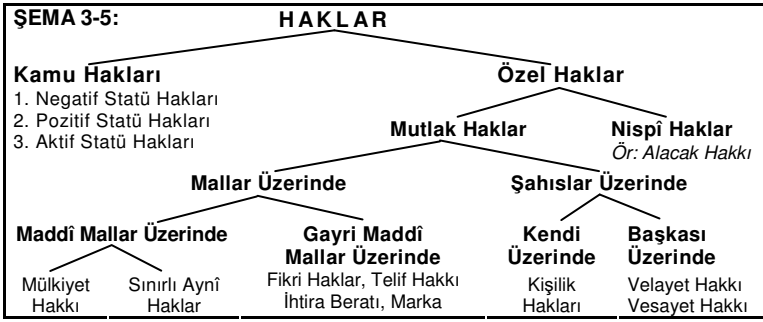 ŞEMA 3-5:
HAKLAR
Kamu Hakları
1. Negatif Statü Hakları
2. Pozitif Statü Hakları
3. Aktif Statü Hakları
Özel Haklar
Mutlak Haklar
Nispî Haklar
Ör: Alacak Hakkı
Mallar Üzerinde
Şahıslar Üzerinde
Maddî Mallar Üzerinde
Gayri Maddî
Mallar Üzerinde
Fikri Haklar, Telif Hakkı
İhtira Beratı, Marka
Kendi
Üzerinde
Başkası
Üzerinde
Mülkiyet
Hakkı
Sınırlı Aynî
Haklar
Kişilik
Hakları
Velayet Hakkı
Vesayet Hakkı